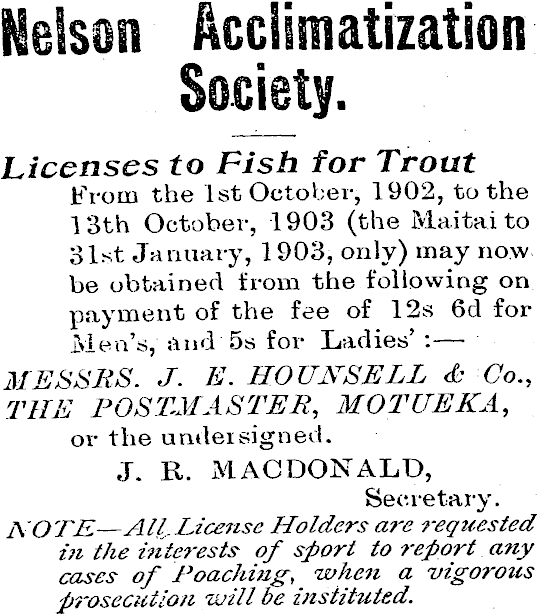 Nelson Acclimatization
Society.
Licenses to Fish for Trout
From the 1st October, 1902, to the
13th October, 1903 (the Maitai to
31st January, 1903, only) may now
be obtained from the following on
payment of the fee of 12s 6d for
Men's, and 5s for Ladies' :—
MESSRS. J. E. HOUNSELL & Co.,
THE POSTMASTER, MOTUEKA,
or the undersigned.
J. R. MACDONALD,
Secretary.
NOTE—All License Holders are requested
in the interests of sport to report any
cases of Poaching, when a vigorous
prosecution will be instituted.